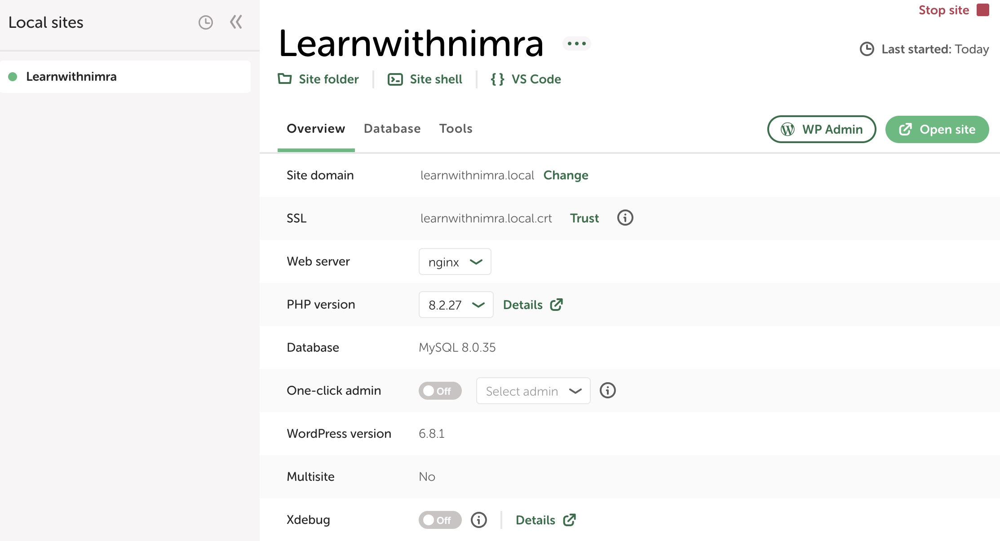 Local sites
Learnwithnimra
Stop site
Learnwithnimra
Last started: Today
Site folder
Site shell
VS Code
Overview
Database
Tools
WP Admin
Open site
Site domain
learnwithnimra.local
Change
SSL
learnwithnimra.local.crt
Trust
Web server
nginx
PHP version
8.2.27
Details
Database
MySQL 8.0.35
One-click admin
Off
Select admin
WordPress version
6.8.1
Multisite
No
Xdebug
Off
Details